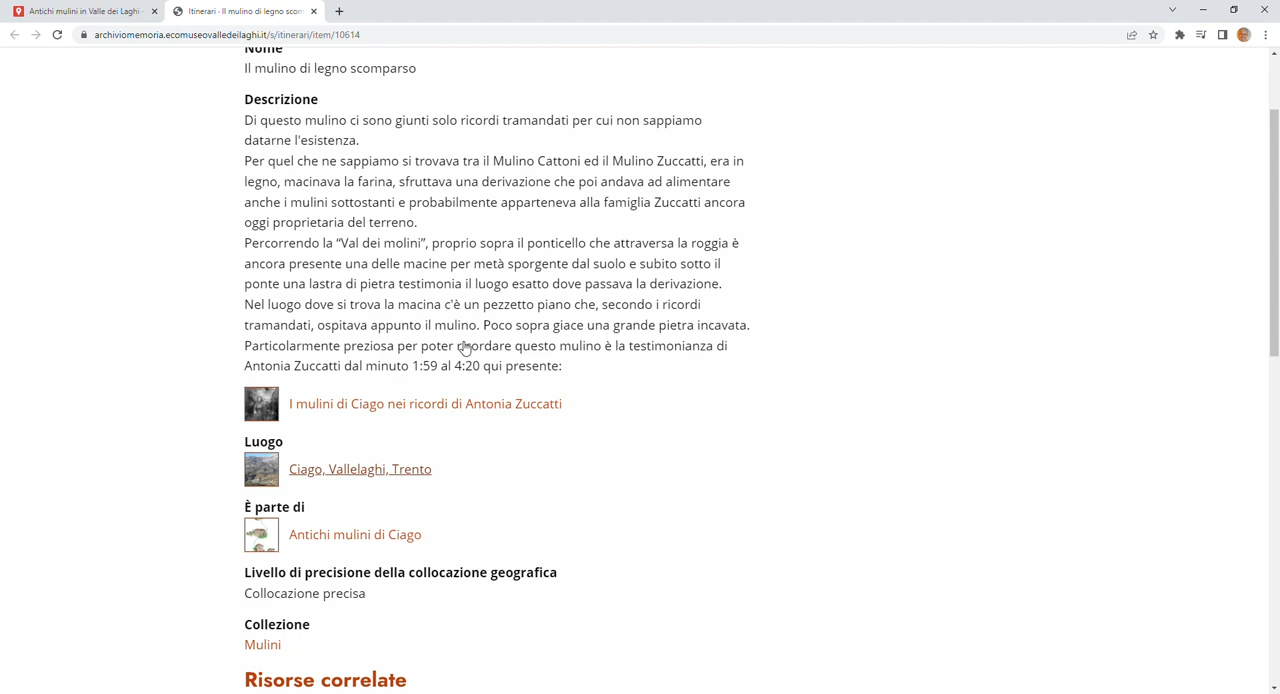 Antichi mulini in Valle dei Laghi -
Itinerari · Il mulino di legno scom
archiviomemoria.ecomuseovalledeilaghi.it/s/itinerari/item/10614
Nome
Il mulino di legno scomparso
Descrizione
Di questo mulino ci sono giunti solo ricordi tramandati per cui non sappiamo
datarne l'esistenza.
Per quel che ne sappiamo si trovava tra il Mulino Cattoni ed il Mulino Zuccatti, era in
legno, macinava la farina, sfruttava una derivazione che poi andava ad alimentare
anche i mulini sottostanti e probabilmente apparteneva alla famiglia Zuccatti ancora
oggi proprietaria del terreno.
Percorrendo la “Val dei molini”, proprio sopra il ponticello che attraversa la roggia è
ancora presente una delle macine per metà sporgente dal suolo e subito sotto il
ponte una lastra di pietra testimonia il luogo esatto dove passava la derivazione.
Nel luogo dove si trova la macina c'è un pezzetto piano che, secondo i ricordi
tramandati, ospitava appunto il mulino. Poco sopra giace una grande pietra incavata.
Particolarmente preziosa per poter ricordare questo mulino è la testimonianza di
Antonia Zuccatti dal minuto 1:59 al 4:20 qui presente:
I mulini di Ciago nei ricordi di Antonia Zuccatti
Luogo
Ciago, Vallelaghi, Trento
È parte di
Antichi mulini di Ciago
Livello di precisione della collocazione geografica
Collocazione precisa
Collezione
Mulini
Risorse correlate